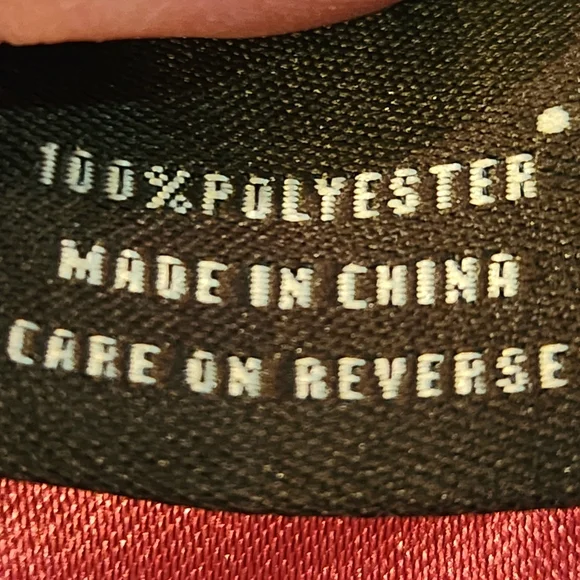 100%POLYESTER
MADE IN CHINA
CARE ON REVERSE